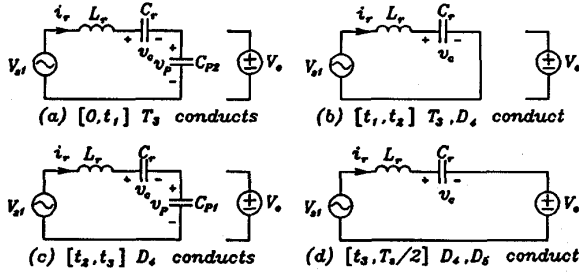 i_r L_r C_r
+ v_c - + v_P - C_P2
V_s1 V_o
(a) [0,t_1] T_3 conducts
i_r L_r C_r
+ - v_c
V_s1 V_o
(b) [t_1,t_2] T_3,D_4 conduct
i_r L_r C_r
+ v_c - + v_P - C_P1
V_s1 V_o
(c) [t_2,t_3] D_4 conducts
i_r L_r C_r
+ - v_c
V_s1 V_o
(d) [t_3,T_s/2] D_4,D_5 conduct